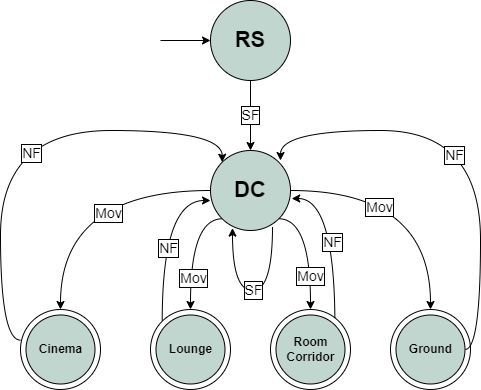 RS
SF
NF
NF
DC
Mov
Mov
NF
NF
Mov
SF
Mov
Cinema
Lounge
Room
Corridor
Ground